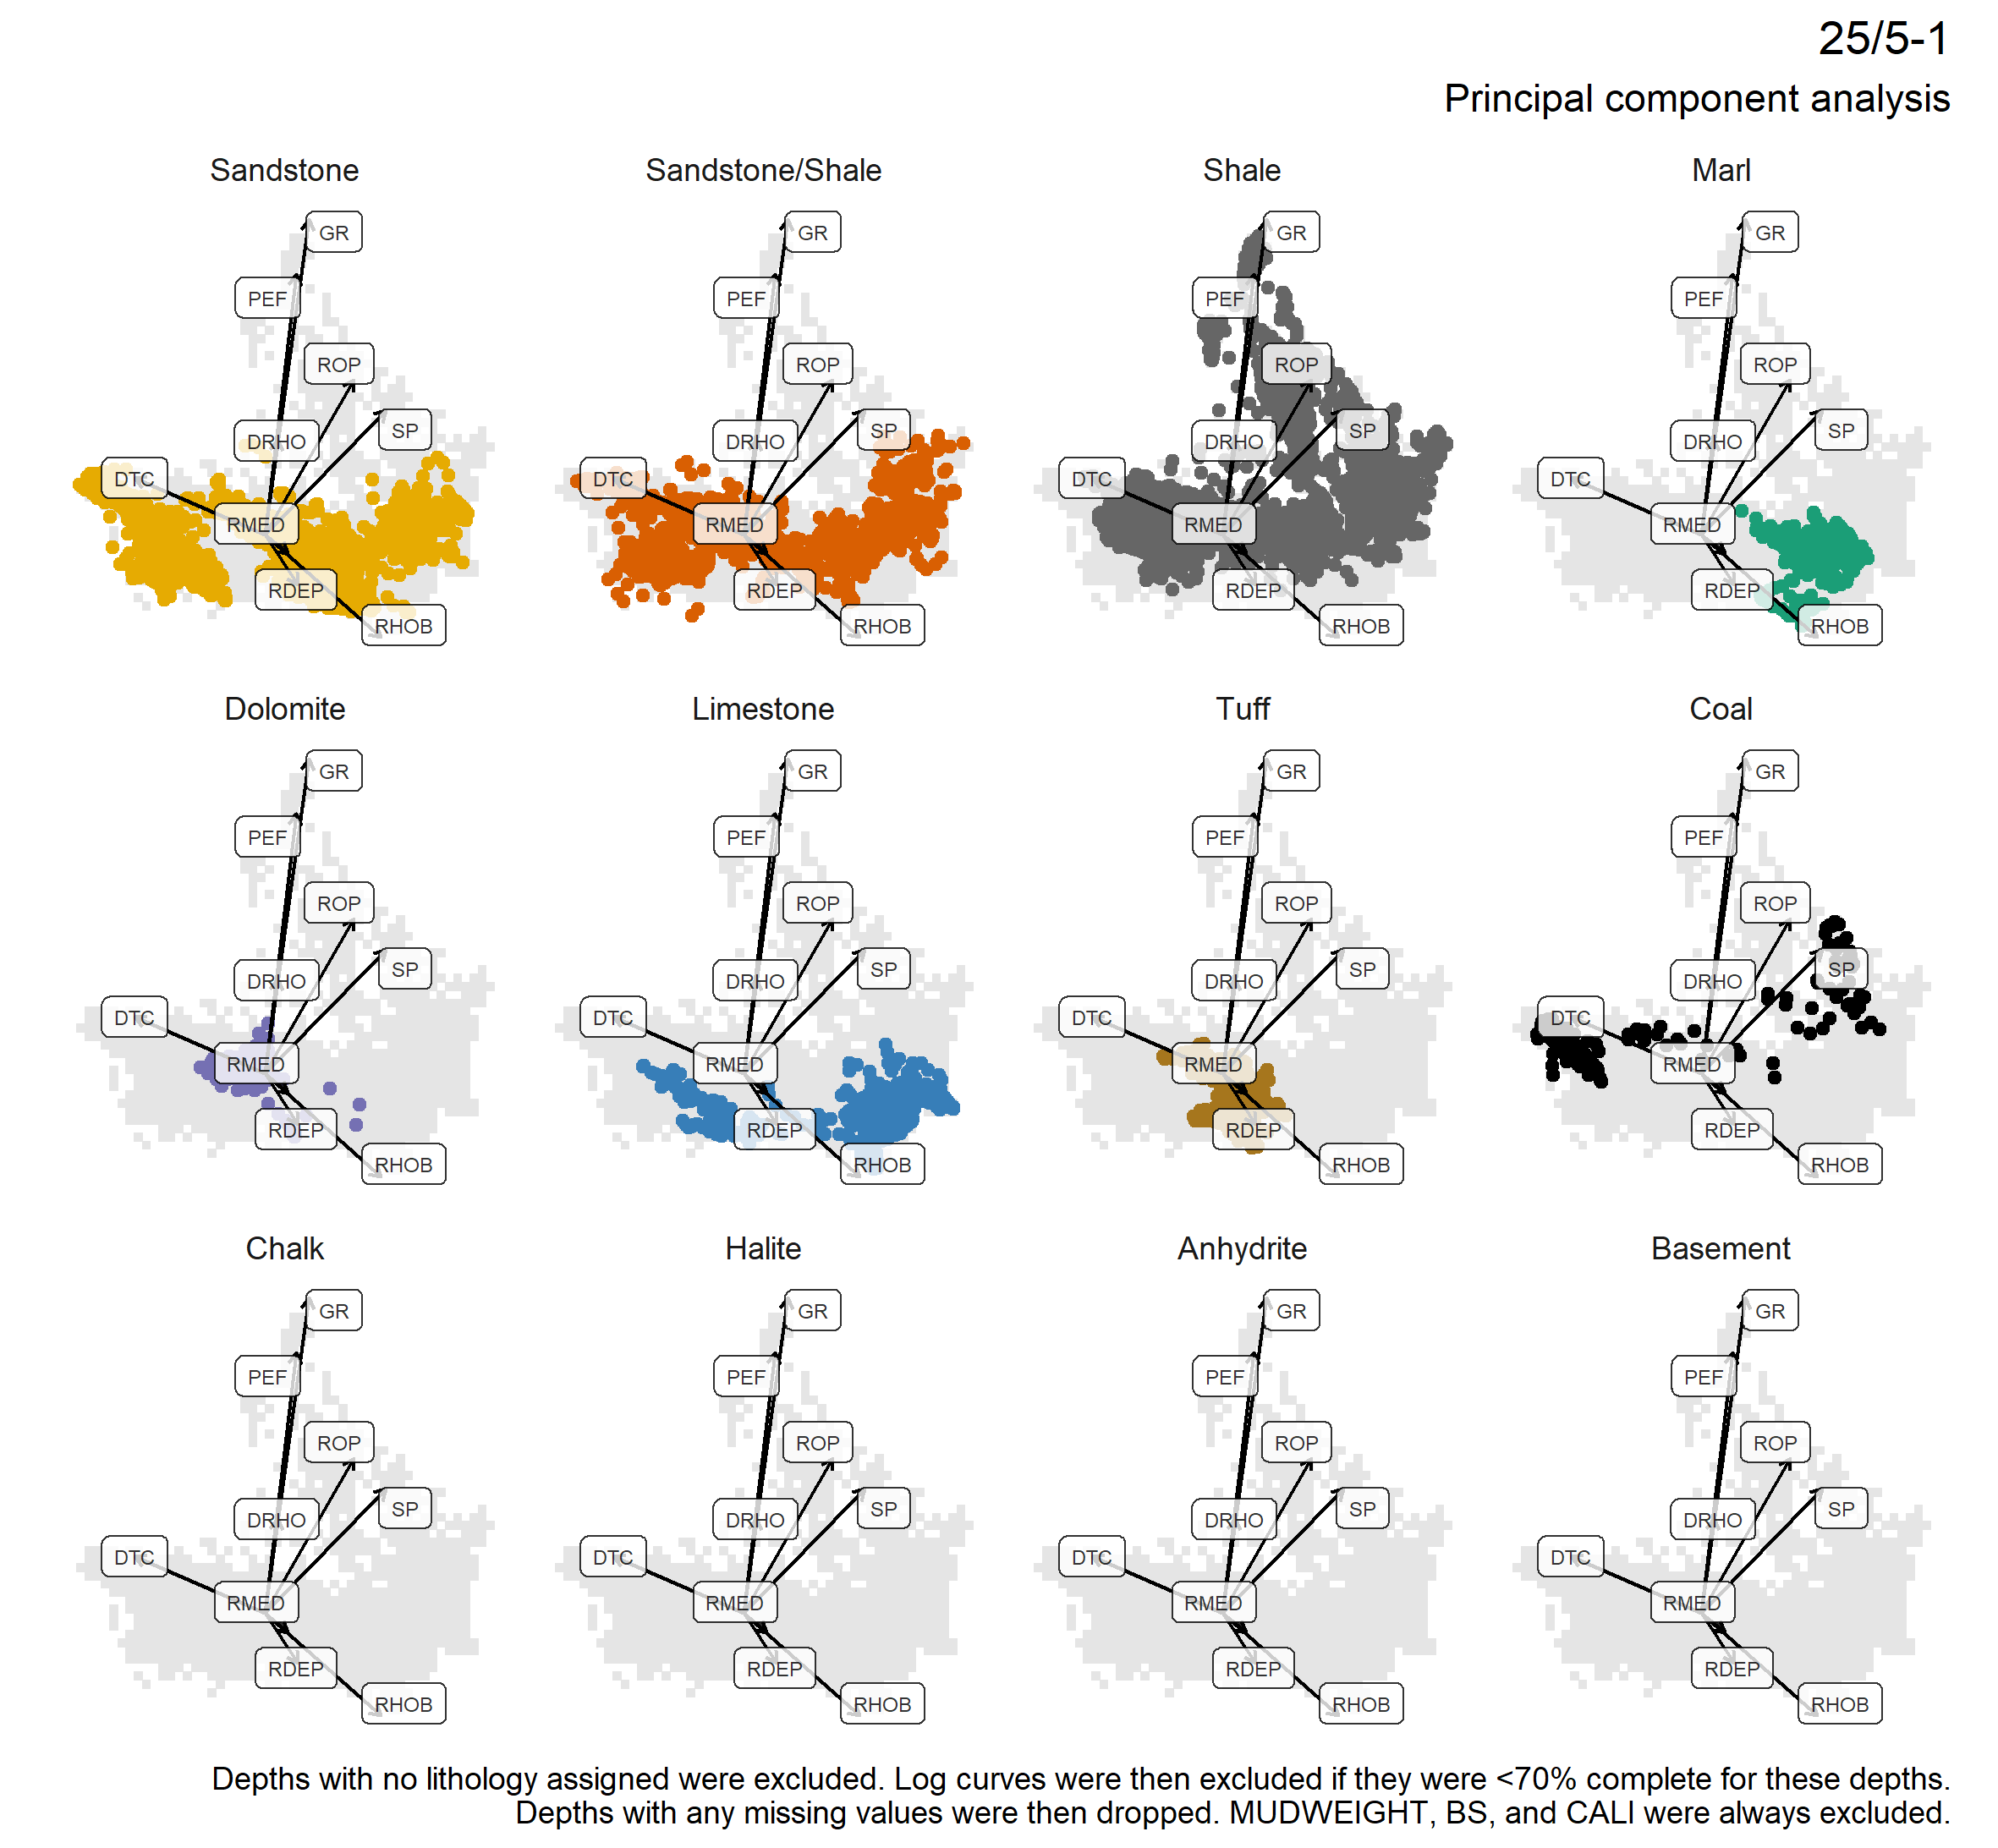 25/5-1
Principal component analysis
Sandstone
GR
PEF
ROP
SP
DRHO
DTC
RMED
RDEP
RHOB
Sandstone/Shale
GR
PEF
ROP
SP
DRHO
DTC
RMED
RDEP
RHOB
Shale
GR
PEF
ROP
SP
DRHO
DTC
RMED
RDEP
RHOB
Marl
GR
PEF
ROP
SP
DRHO
DTC
RMED
RDEP
RHOB
Dolomite
GR
PEF
ROP
SP
DRHO
DTC
RMED
RDEP
RHOB
Limestone
GR
PEF
ROP
SP
DRHO
DTC
RMED
RDEP
RHOB
Tuff
GR
PEF
ROP
SP
DRHO
DTC
RMED
RDEP
RHOB
Coal
GR
PEF
ROP
SP
DRHO
DTC
RMED
RDEP
RHOB
Chalk
GR
PEF
ROP
SP
DRHO
DTC
RMED
RDEP
RHOB
Halite
GR
PEF
ROP
SP
DRHO
DTC
RMED
RDEP
RHOB
Anhydrite
GR
PEF
ROP
SP
DRHO
DTC
RMED
RDEP
RHOB
Basement
GR
PEF
ROP
SP
DRHO
DTC
RMED
RDEP
RHOB
Depths with no lithology assigned were excluded. Log curves were then excluded if they were <70% complete for these depths.
Depths with any missing values were then dropped. MUDWEIGHT, BS, and CALI were always excluded.